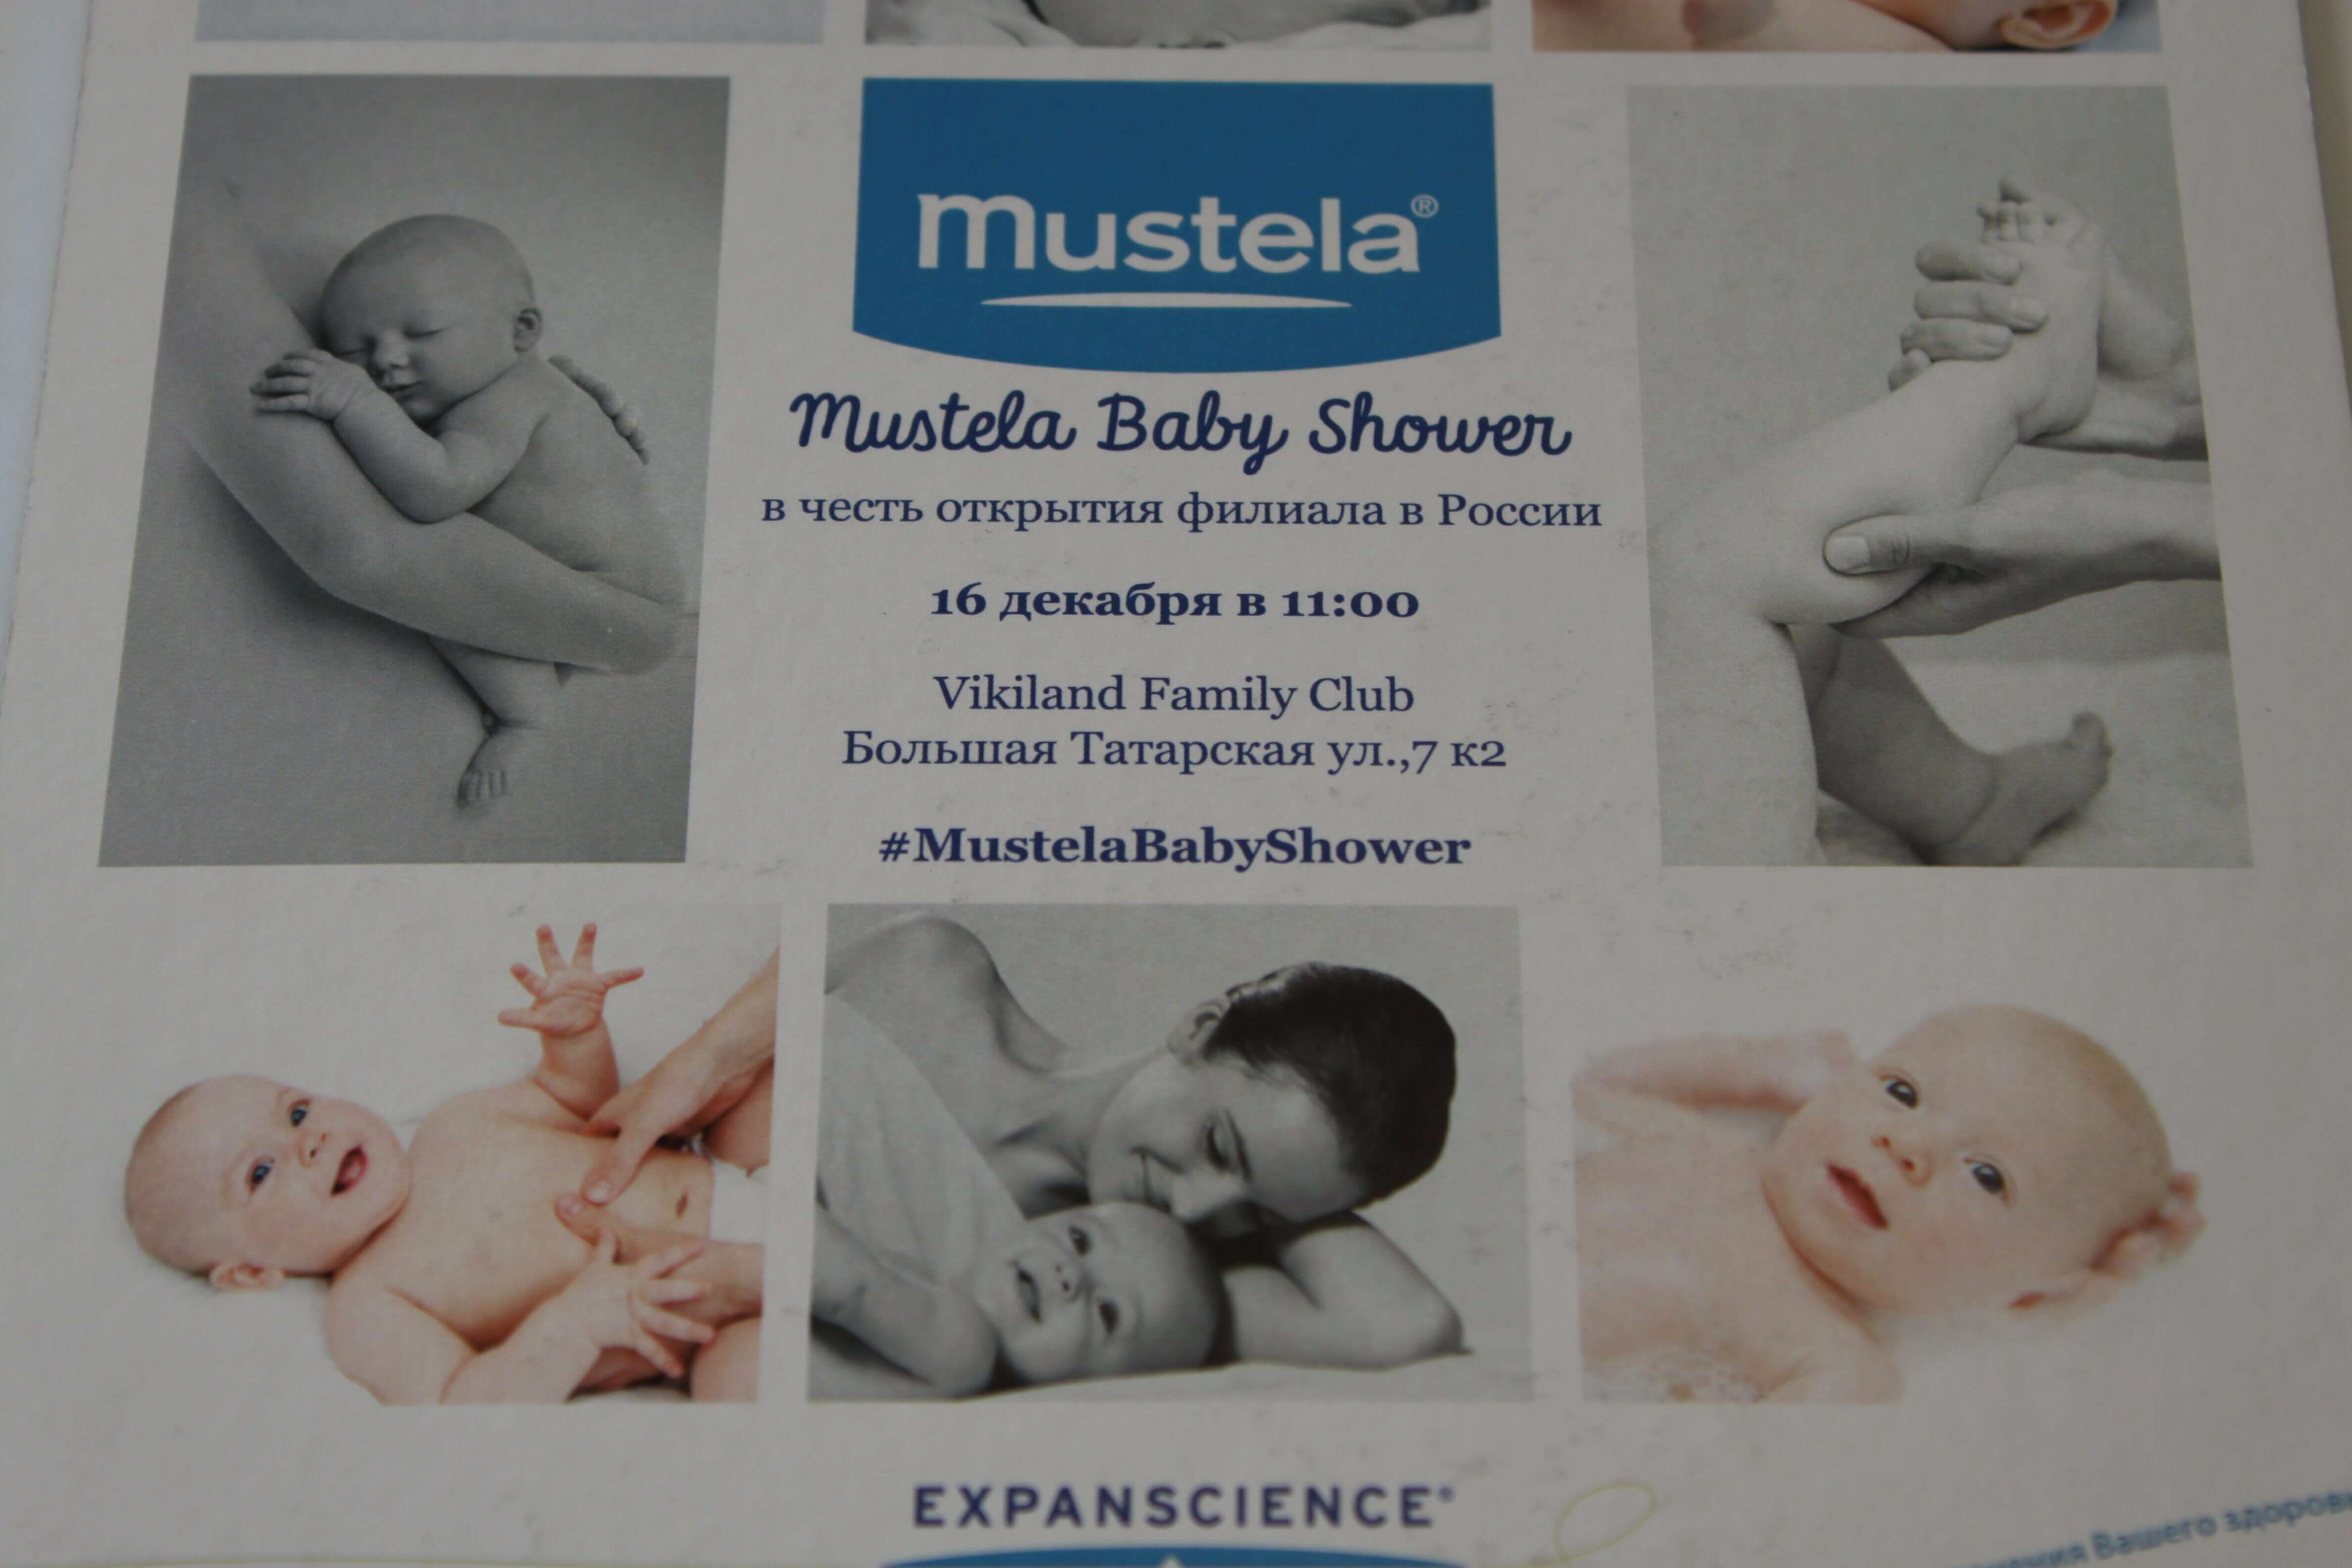 mustela®
Mustela Baby Shower
в честь открытия филиала в России
16 декабря в 11:00
Vikiland Family Club
Большая Татарская ул.,7 к2
#MustelaBabyShower
EXPANSCIENCE®
Вашего